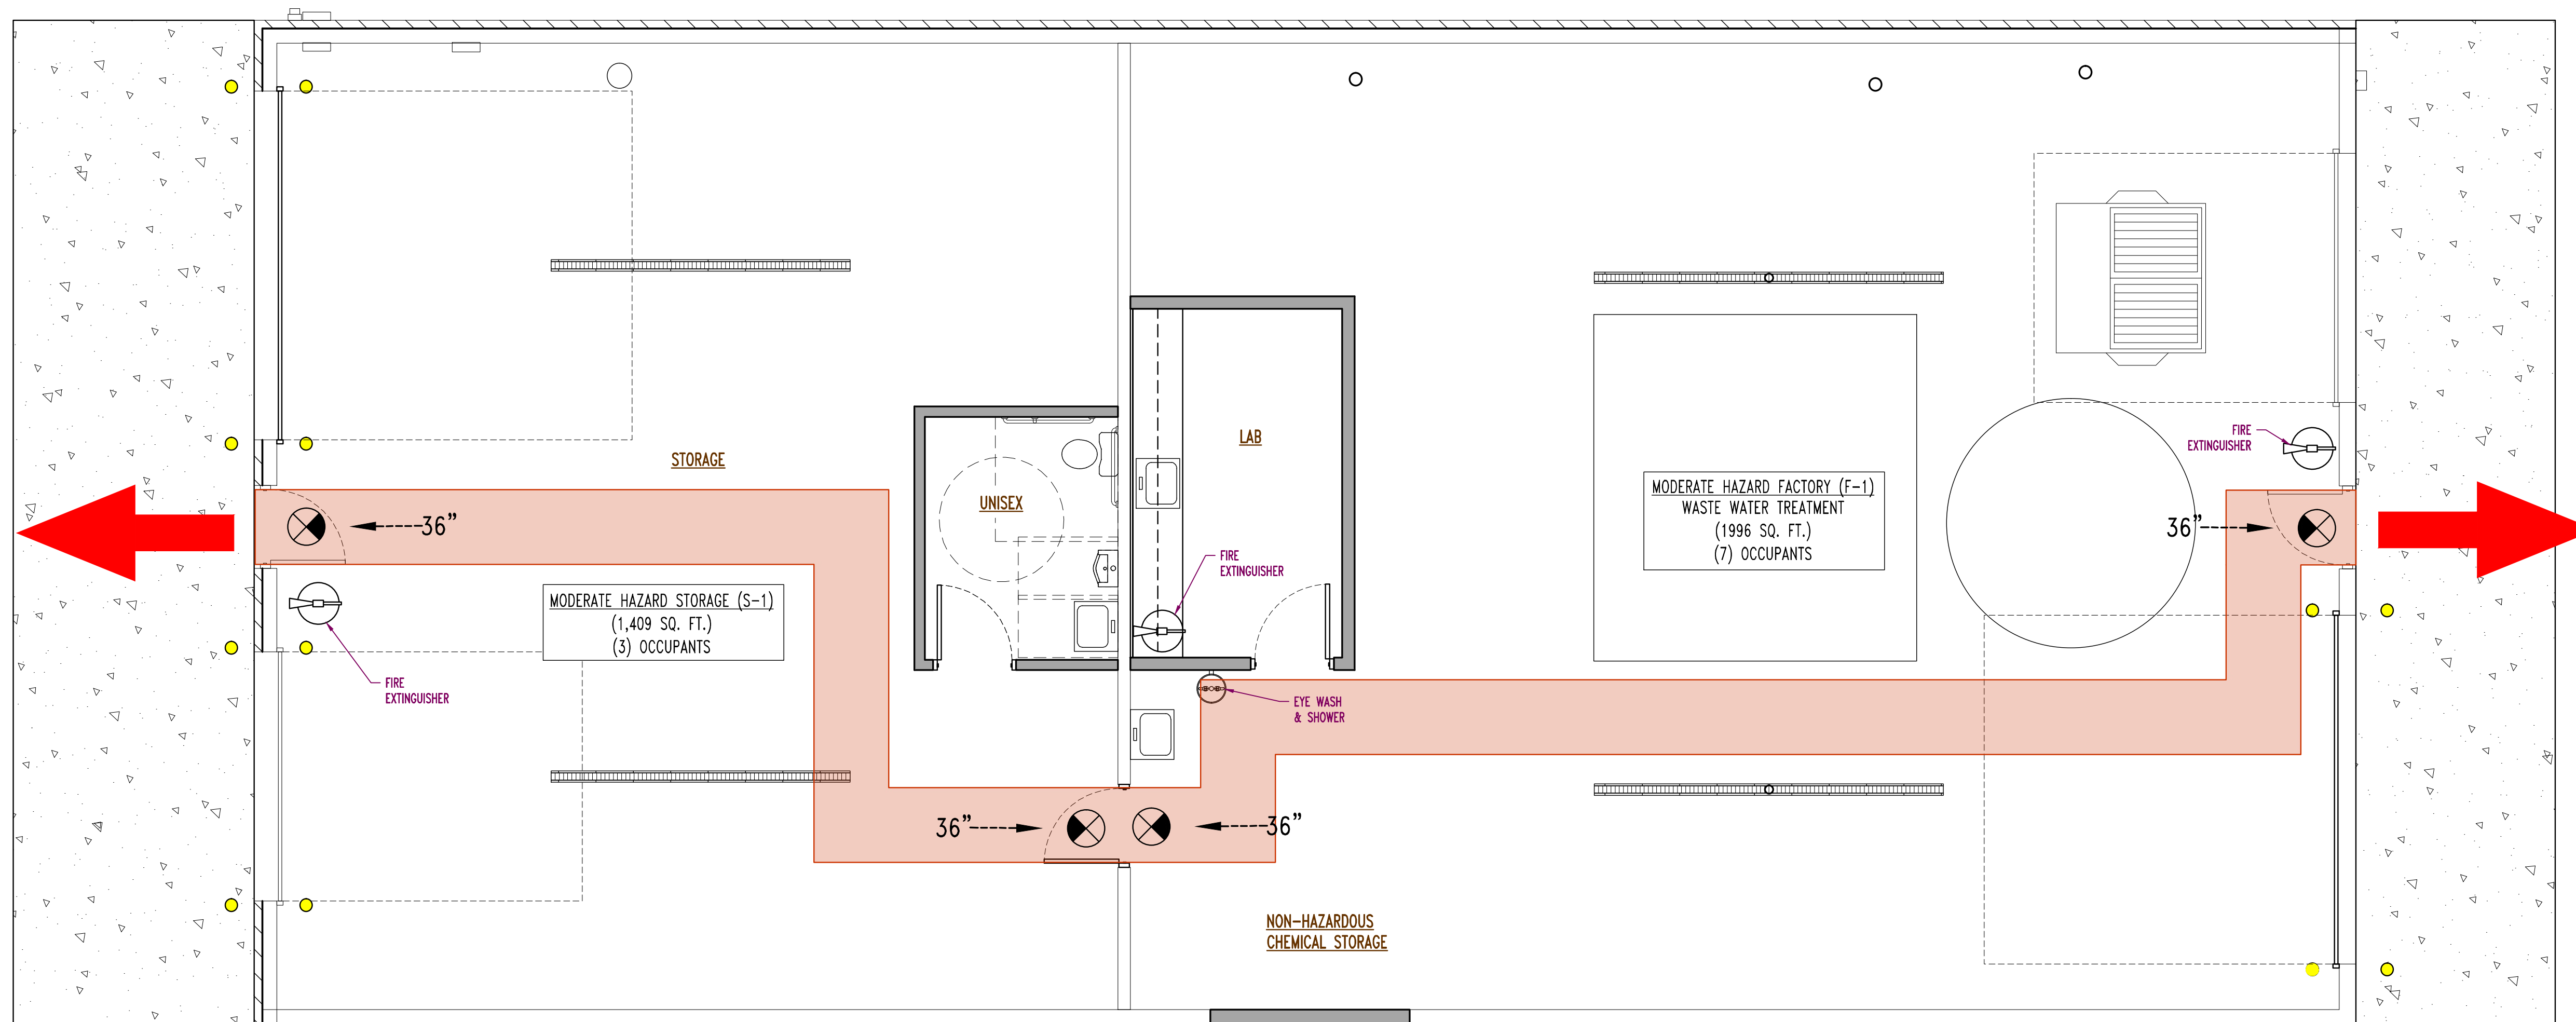 STORAGE
UNISEX
LAB
FIRE
EXTINGUISHER
MODERATE HAZARD FACTORY (F-1)
WASTE WATER TREATMENT
(1996 SQ. FT.)
(7) OCCUPANTS
FIRE
EXTINGUISHER
36"
36"
MODERATE HAZARD STORAGE (S-1)
(1,409 SQ. FT.)
(3) OCCUPANTS
FIRE
EXTINGUISHER
EYE WASH
& SHOWER
36"
36"
NON-HAZARDOUS
CHEMICAL STORAGE